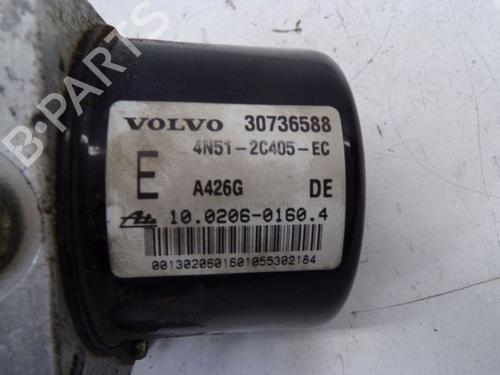 VOLVO 30736588
4N51-2C405-EC
E A426G DE
10.0206-0160.4
0013020601601055302184
B-PARTS